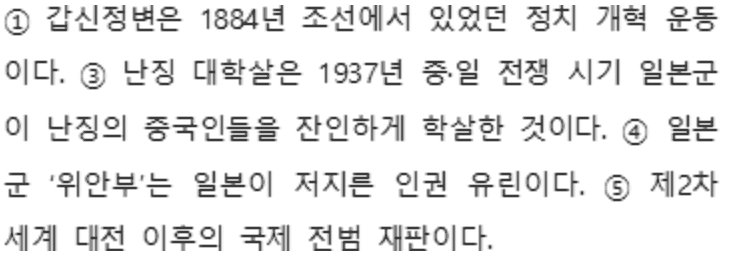 ① 갑신정변은 1884년 조선에서 있었던 정치 개혁 운동
이다. ③ 난징 대학살은 1937년 중·일 전쟁 시기 일본군
이 난징의 중국인들을 잔인하게 학살한 것이다. ④ 일본
군 ‘위안부’는 일본이 저지른 인권 유린이다. ⑤ 제2차
세계 대전 이후의 국제 전범 재판이다.